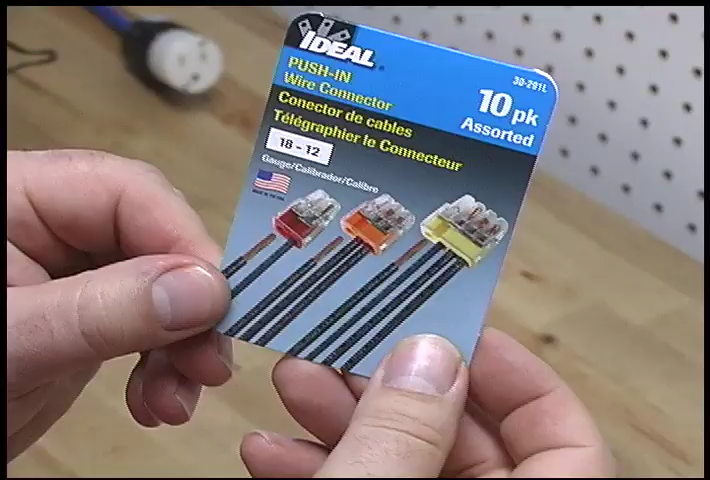 IDEAL
PUSH-IN
Wire Connector
Conector de cables
Télégraphier le Connecteur
30-291L
10 pk
Assorted
18 - 12
Gauge/Calibrador/Calibre